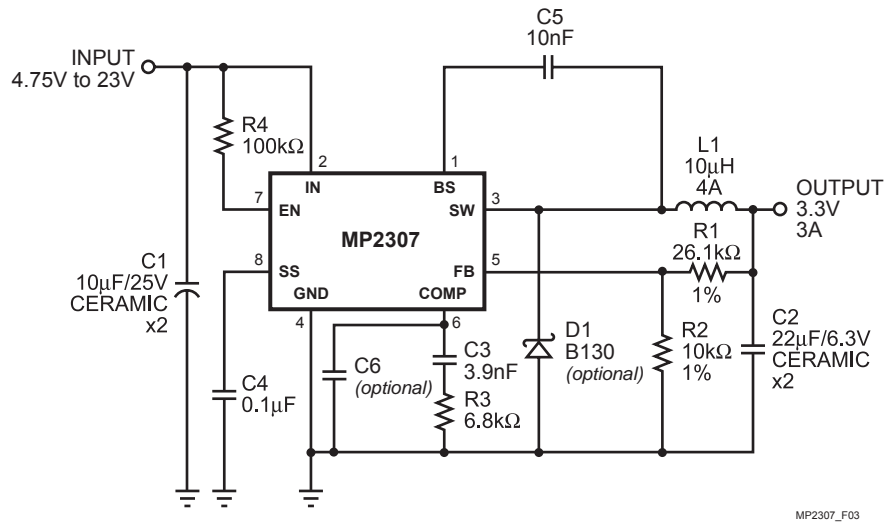 C5
10nF
INPUT
4.75V to 23V
R4
100kΩ
2
1
L1
10µH
4A
IN
BS
7
EN
SW
3
OUTPUT
3.3V
3A
MP2307
R1
26.1kΩ
1%
C1
10µF/25V
CERAMIC
x2
8
SS
FB
5
GND
COMP
4
6
C2
22µF/6.3V
CERAMIC
x2
D1
B130
(optional)
R2
10kΩ
1%
C6
(optional)
C3
3.9nF
C4
0.1µF
R3
6.8kΩ
MP2307_F03